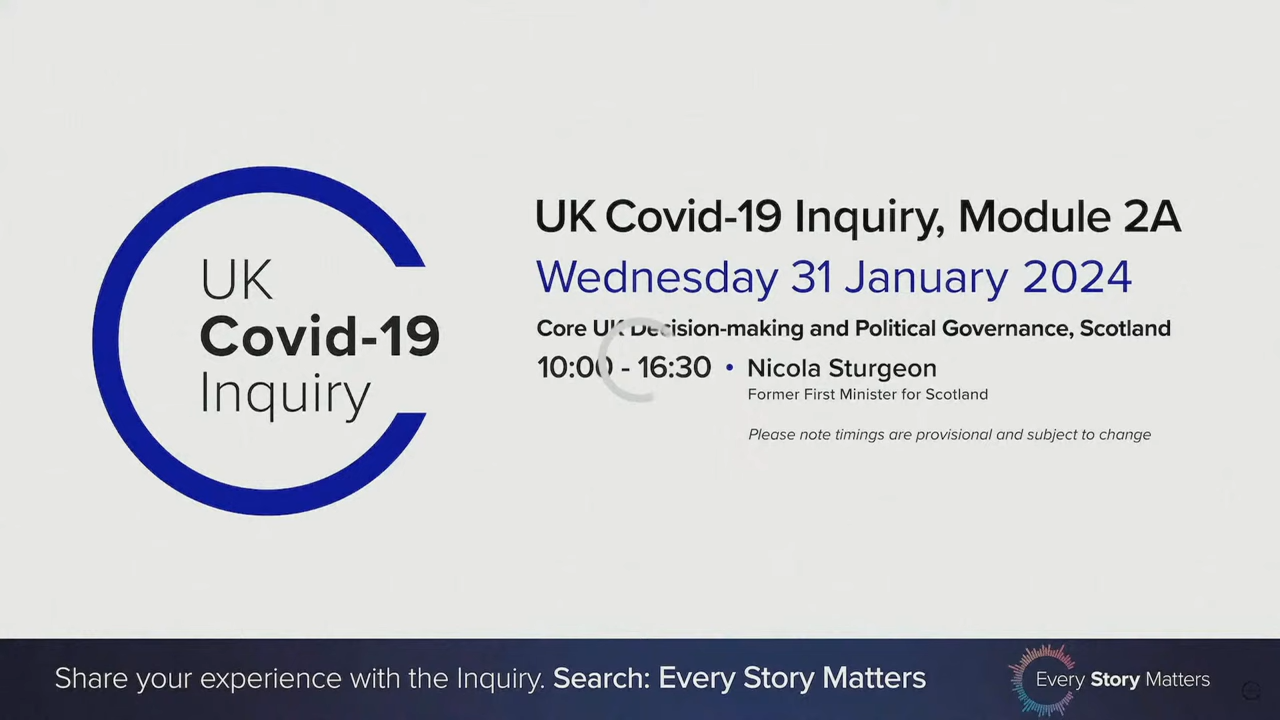 UK
Covid-19
Inquiry
UK Covid-19 Inquiry, Module 2A
Wednesday 31 January 2024
Core UK Decision-making and Political Governance, Scotland
10:00 - 16:30 • Nicola Sturgeon
Former First Minister for Scotland
Please note timings are provisional and subject to change
Share your experience with the Inquiry. Search: Every Story Matters
Every Story Matters